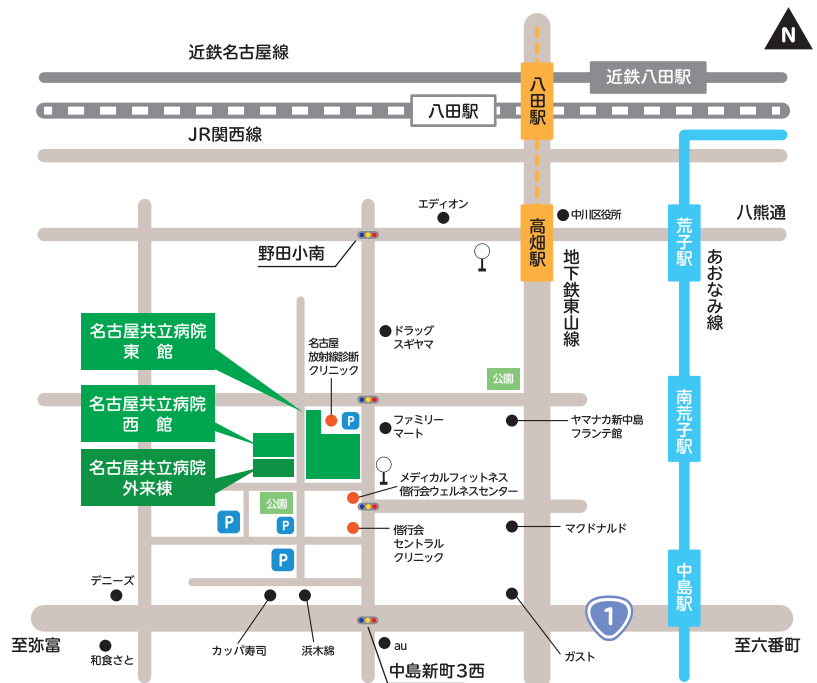 N
近鉄名古屋線
近鉄八田駅
八田駅
八田駅
JR関西線
エディオン
中川区役所
八熊通
荒子駅
高畑駅
野田小南
地下鉄東山線
あおなみ線
名古屋共立病院
東　館
名古屋
放射線診断
クリニック
ドラッグ
スギヤマ
公園
南荒子駅
名古屋共立病院
西　館
P
ファミリー
マート
ヤマナカ新中島
フランテ館
名古屋共立病院
外来棟
メディカルフィットネス
偕行会ウェルネスセンター
公園
P
P
偕行会
セントラル
クリニック
マクドナルド
P
中島駅
デニーズ
1
至弥富
和食さと
カッパ寿司
浜木綿
au
中島新町3西
ガスト
至六番町